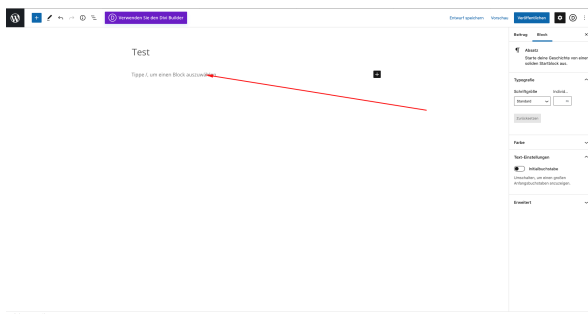 Verwenden Sie den Divi Builder
Entwurf speichern
Vorschau
Veröffentlichen
Beitrag
Block
Test
Tippe /, um einen Block auszuwählen
Absatz
Starte deine Geschichte von einem
soliden Startblock aus.
Typografie
Schriftgröße
Individ...
Standard
Zurücksetzen
Farbe
Text-Einstellungen
Initialbuchstabe
Umschalten, um einen großen
Anfangsbuchstaben anzuzeigen.
Erweitert